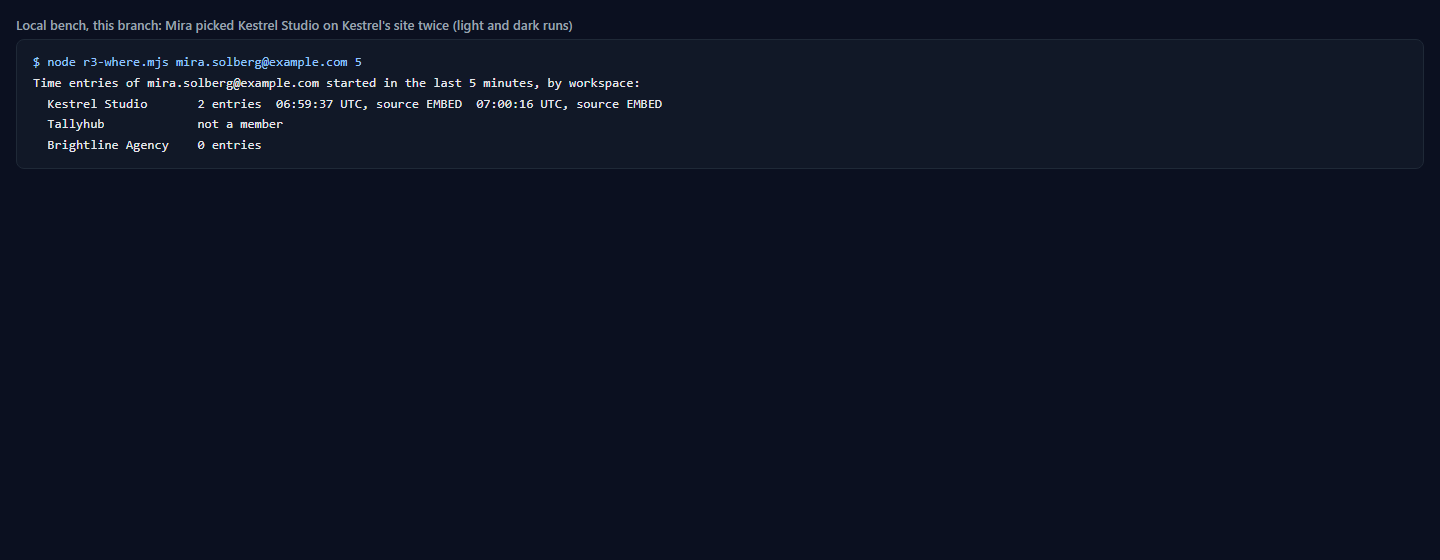 Local bench, this branch: Mira picked Kestrel Studio on Kestrel's site twice (light and dark runs)
$ node r3-where.mjs mira.solberg@example.com 5
Time entries of mira.solberg@example.com started in the last 5 minutes, by workspace:
Kestrel Studio 2 entries 06:59:37 UTC, source EMBED 07:00:16 UTC, source EMBED
Tallyhub not a member
Brightline Agency 0 entries